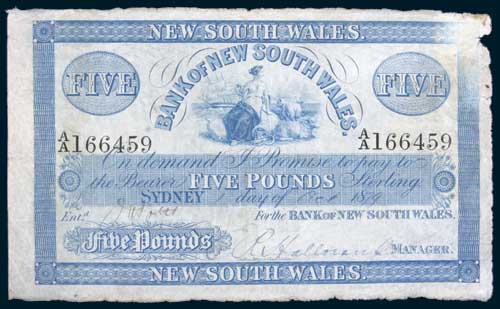 NEW SOUTH WALES.
BANK OF NEW SOUTH WALES.
FIVE FIVE
A/A 166459 A/A 166459
On demand I Promise to pay to
the Bearer FIVE POUNDS Sterling.
SYDNEY 1 day of
Entd. For the BANK OF NEW SOUTH WALES.
Five Pounds MANAGER.
NEW SOUTH WALES.